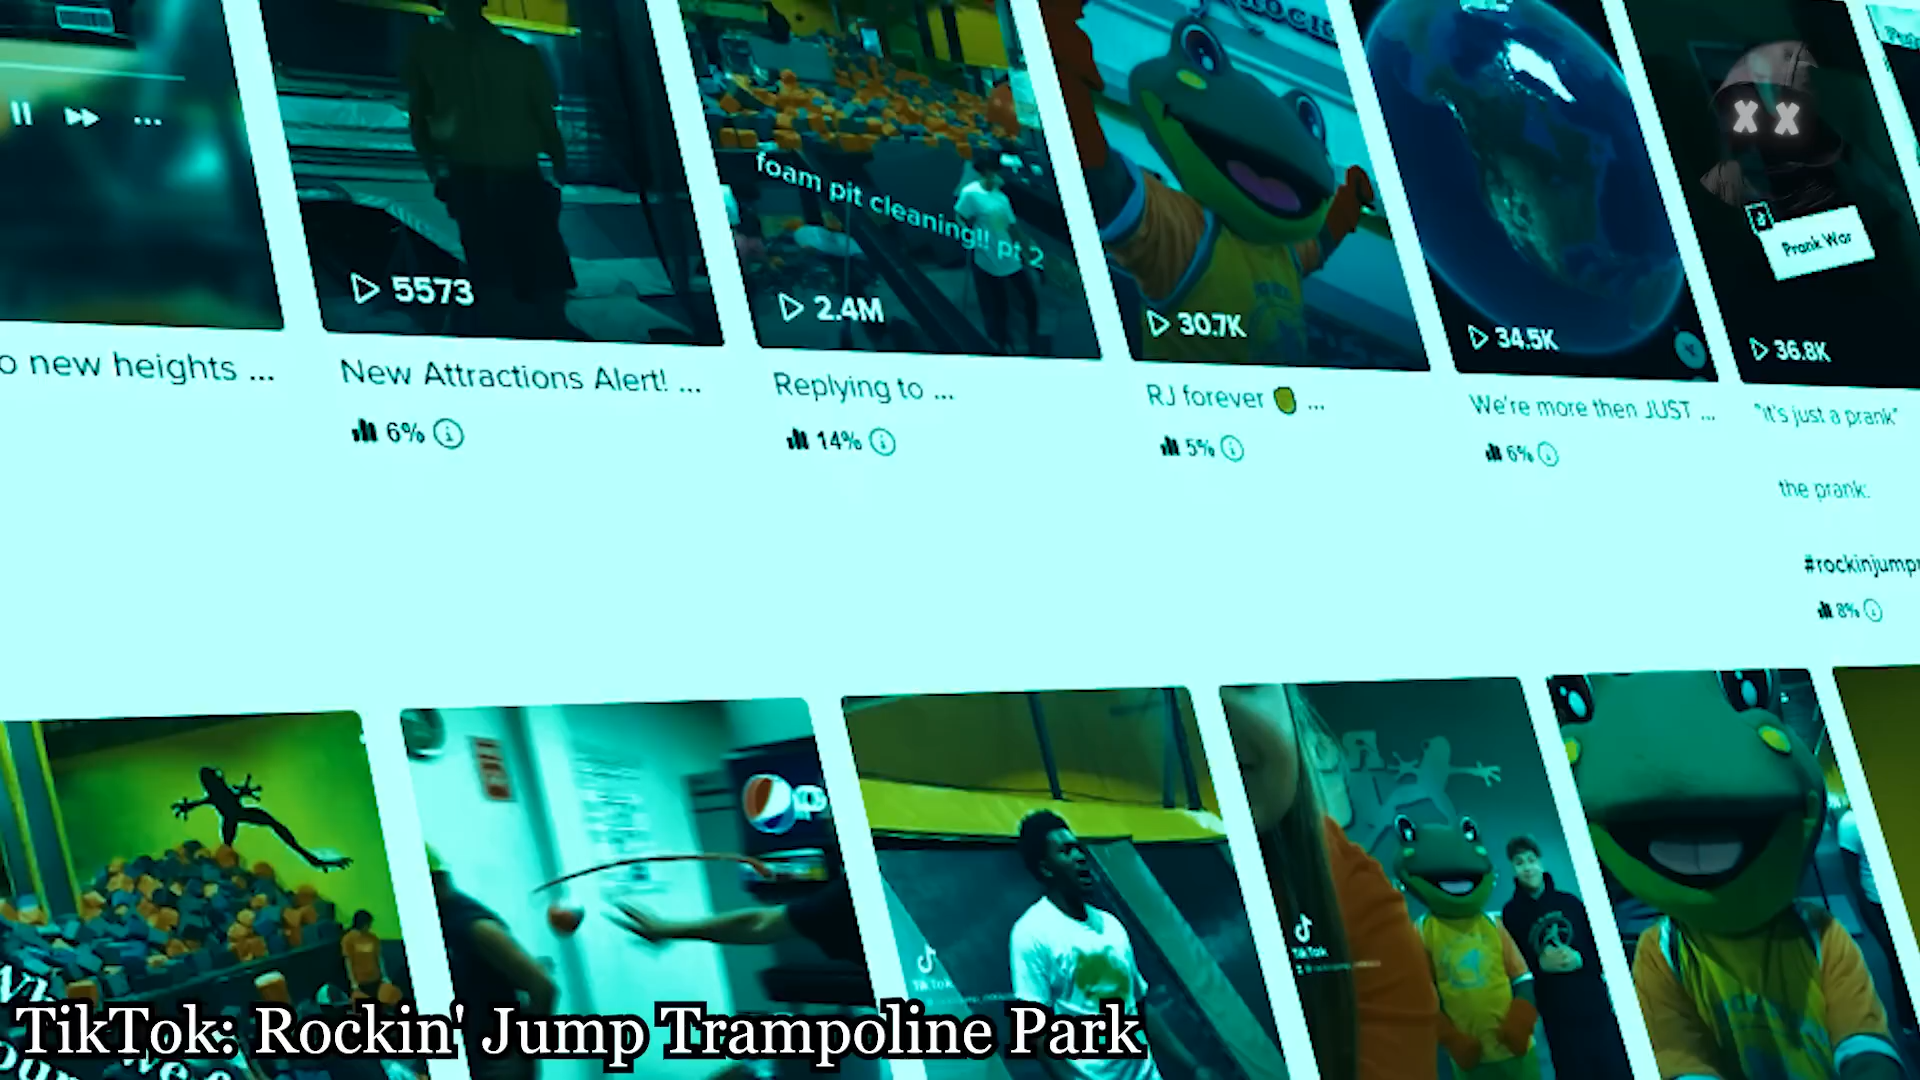 foam pit cleaning!! pt 2
Prank War
5573
2.4M
30.7K
34.5K
36.8K
o new heights ...
New Attractions Alert! ...
Replying to ...
RJ forever ...
We're more then JUST ...
"it's just a prank"
6%
14%
5%
6%
the prank:
#rockinjump
8%
TikTok
TikTok
TikTok: Rockin' Jump Trampoline Park